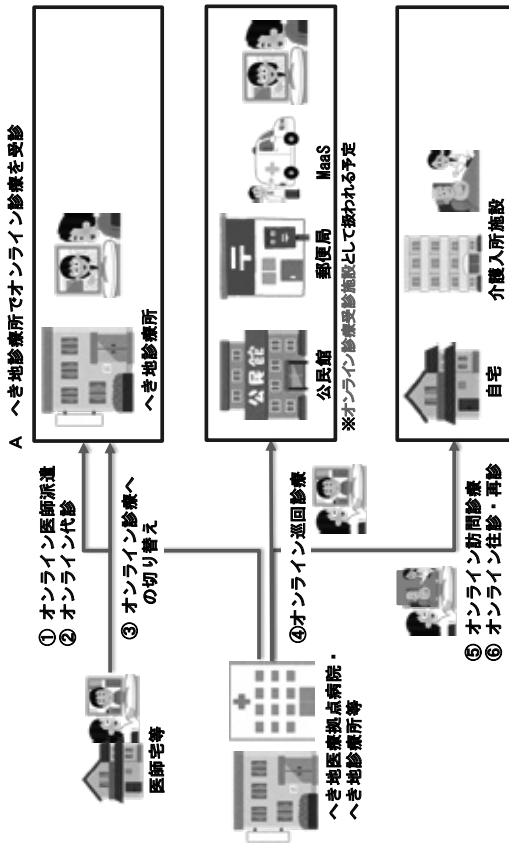 A　へき地診療所でオンライン診療を受診
① オンライン医師派遣
② オンライン代診
③ オンライン診療へ
の切り替え
へき地診療所
医師宅等
④オンライン巡回診療
公民館
公民館
郵便局
MaaS
※オンライン診療受診施設として扱われる予定
へき地医療拠点病院・
へき地診療所等
⑤ オンライン訪問診療
⑥ オンライン往診・再診
自宅
介護入所施設